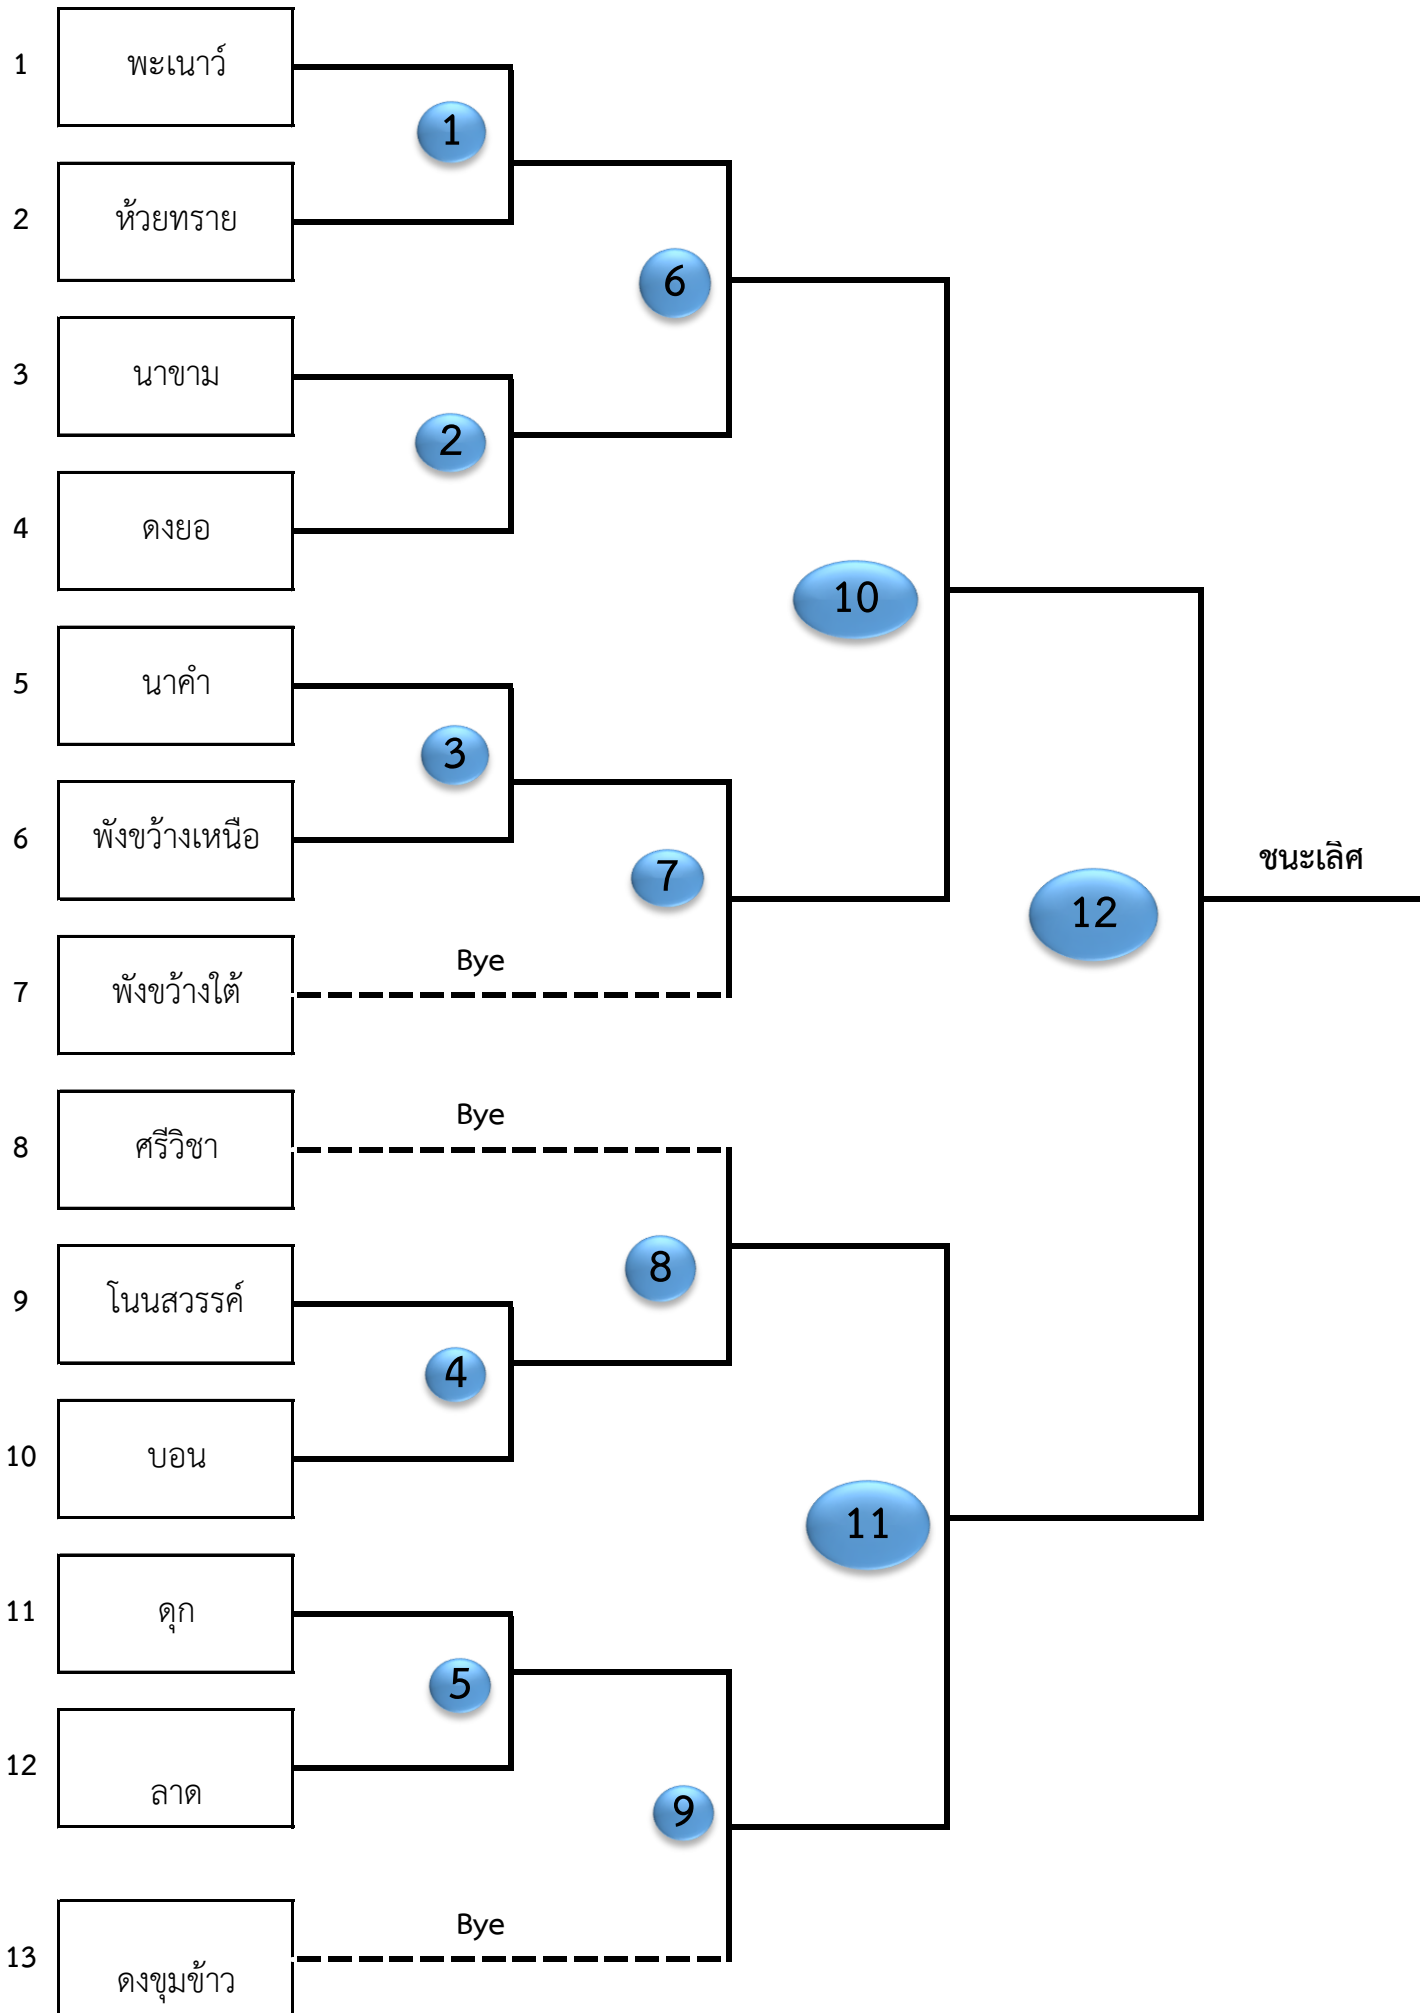 1 พะเนาว์
1
2 ห้วยทราย
6
3 นาขาม
2
4 ดงยอ
10
5 นาคำ
3
6 พังขว้างเหนือ
ชนะเลิศ
7
12
Bye
7 พังขว้างใต้
Bye
8 ศรีวิชา
8
9 โนนสวรรค์
4
10 บอน
11
11 ดุก
5
12 ลาด
9
Bye
13 ดงขุมข้าว